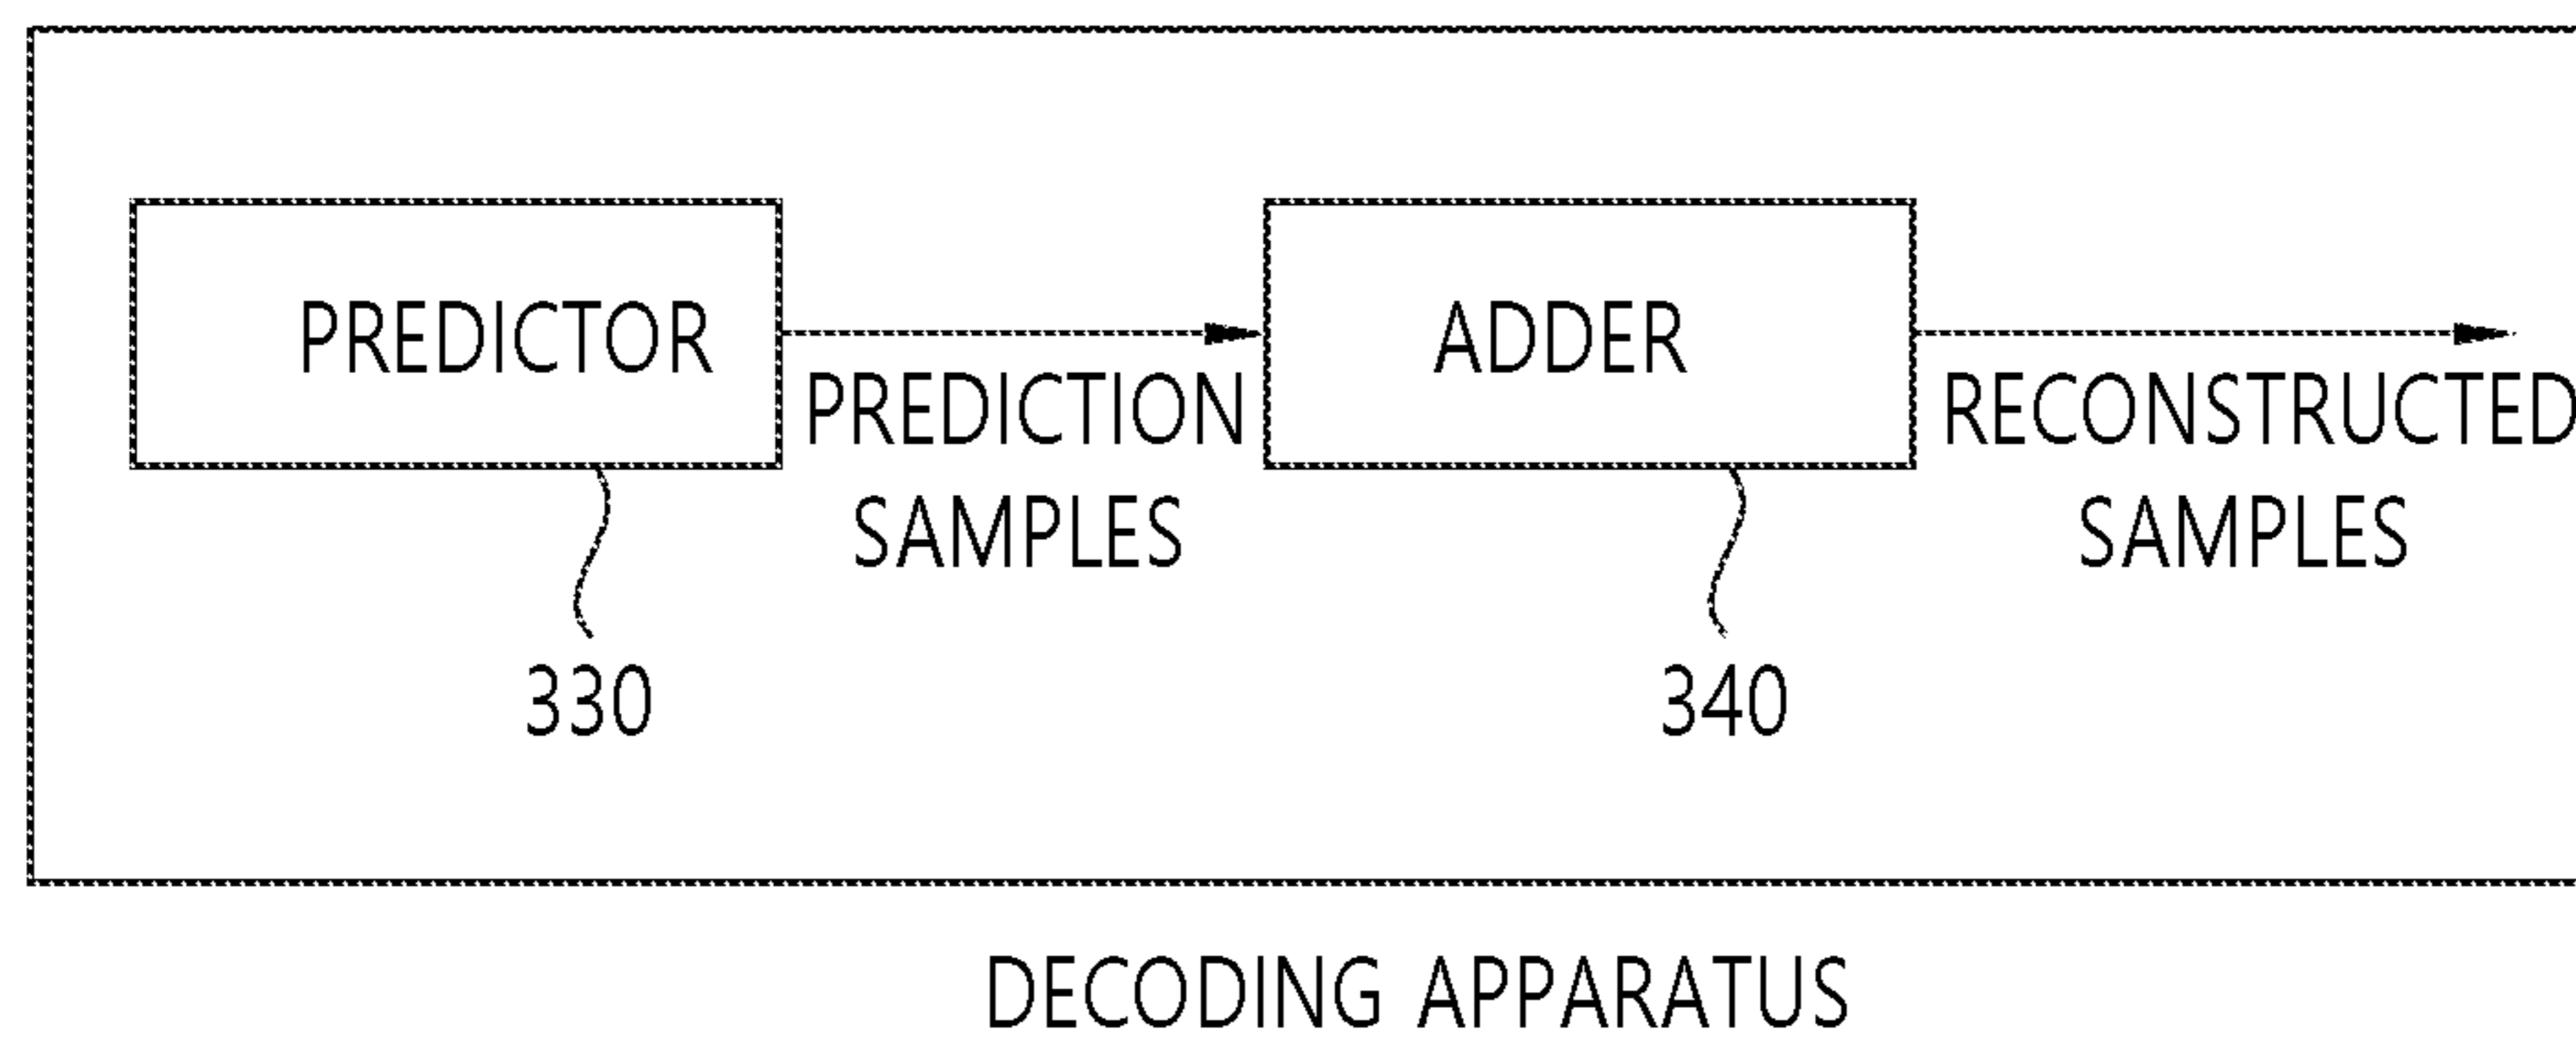 PREDICTOR
ADDER
PREDICTION
SAMPLES
RECONSTRUCTED
SAMPLES
330
340
DECODING APPARATUS